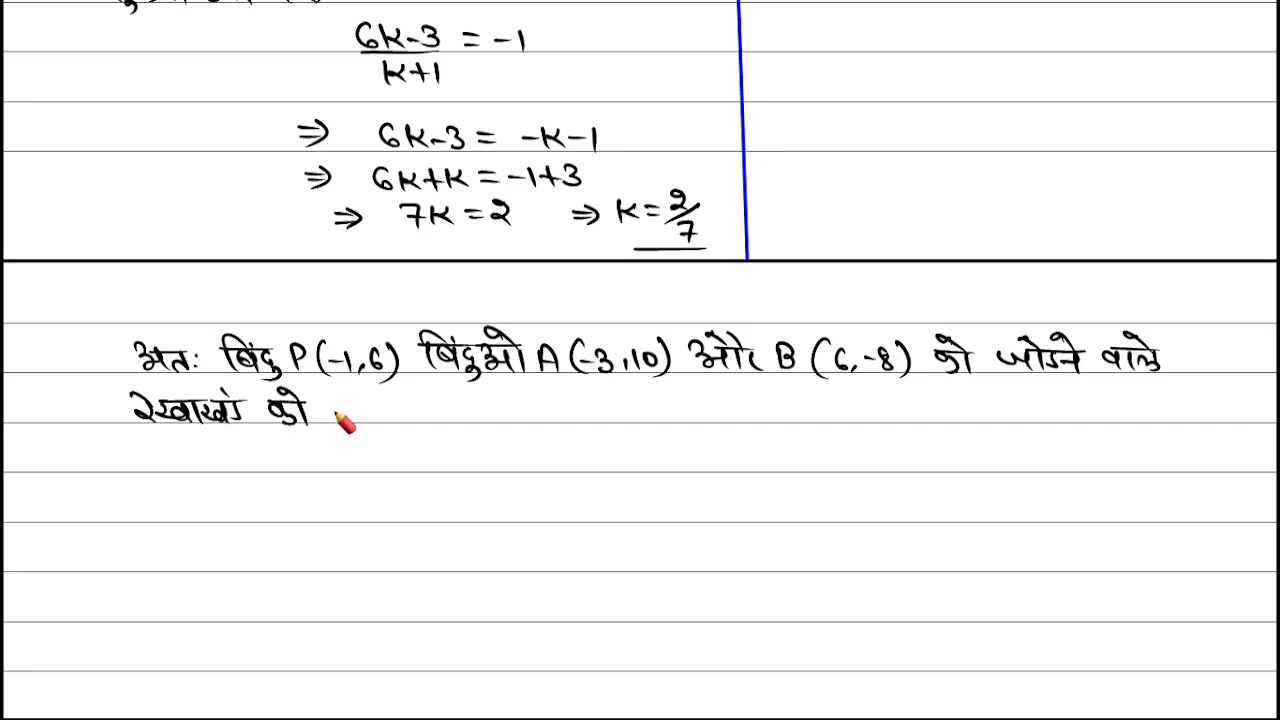 6k-3 = -1
k+1
⇒ 6k-3 = -k-1
⇒ 6k+k = -1+3
⇒ 7k = 2 ⇒ k = 2/7
अतः बिंदु P(-1,6) बिंदुओ A(-3,10) और B(6,-8) को जोडने वाले
रेखाखंड को